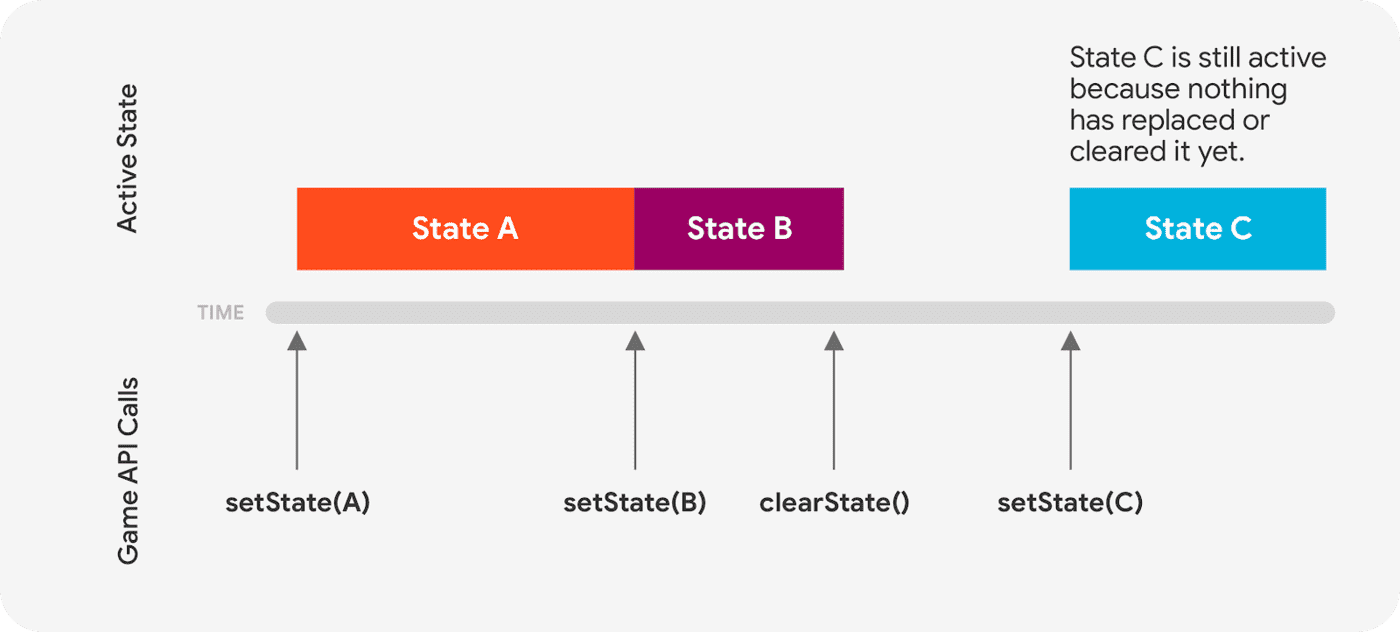 Active State
State C is still active
because nothing
has replaced or
cleared it yet.
State A
State B
State C
TIME
Game API Calls
setState(A)
setState(B)
clearState()
setState(C)